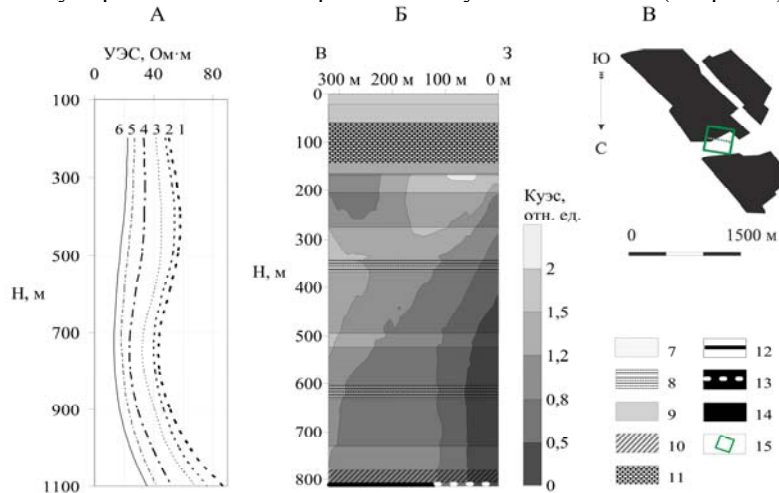 А
Б
В
УЭС, Ом·м
0 40 80
100
300
500
700
900
1100
Н, м
6 5 4 3 2 1
В З
300 м 200 м 100 м 0 м
0
100
200
300
400
500
600
700
800
Н, м
Куэс,
отн. ед.
2
1,5
1,2
0,8
0,5
0
Ю
С
0 1500 м
7 12
8 13
9 14
10 15
11